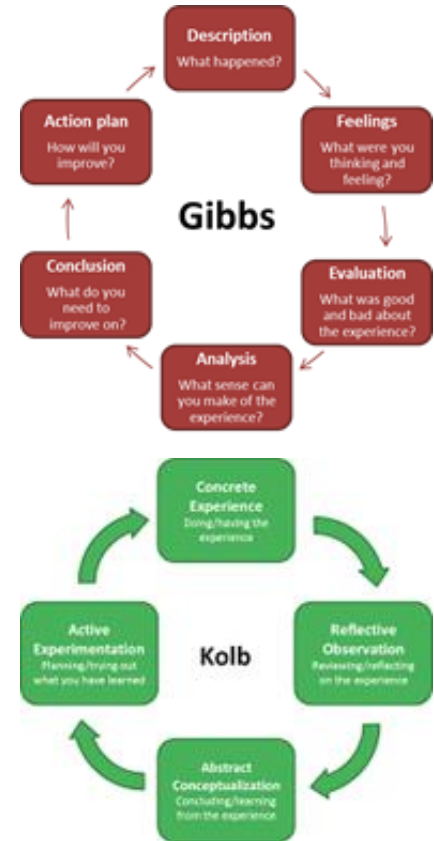 Description
What happened?
Action plan
How will you
improve?
Feelings
What were you
thinking and
feeling?
Gibbs
Conclusion
What do you
need to
improve on?
Evaluation
What was good
and bad about
the experience?
Analysis
What sense can
you make of the
experience?
Concrete
Experience
Doing/having the
experience
Active
Experimentation
Planning/trying out
what you have learned
Kolb
Reflective
Observation
Reviewing/reflecting
on the experience
Abstract
Conceptualization
Concluding/learning
from the experience